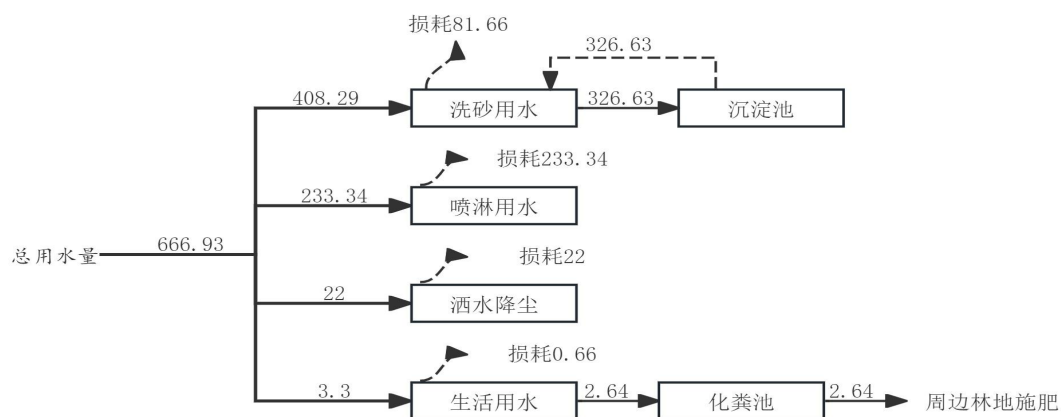 损耗81.66
326.63
408.29
洗砂用水
326.63
沉淀池
损耗233.34
233.34
喷淋用水
总用水量
666.93
损耗22
22
洒水降尘
损耗0.66
3.3
生活用水
2.64
化粪池
2.64
周边林地施肥